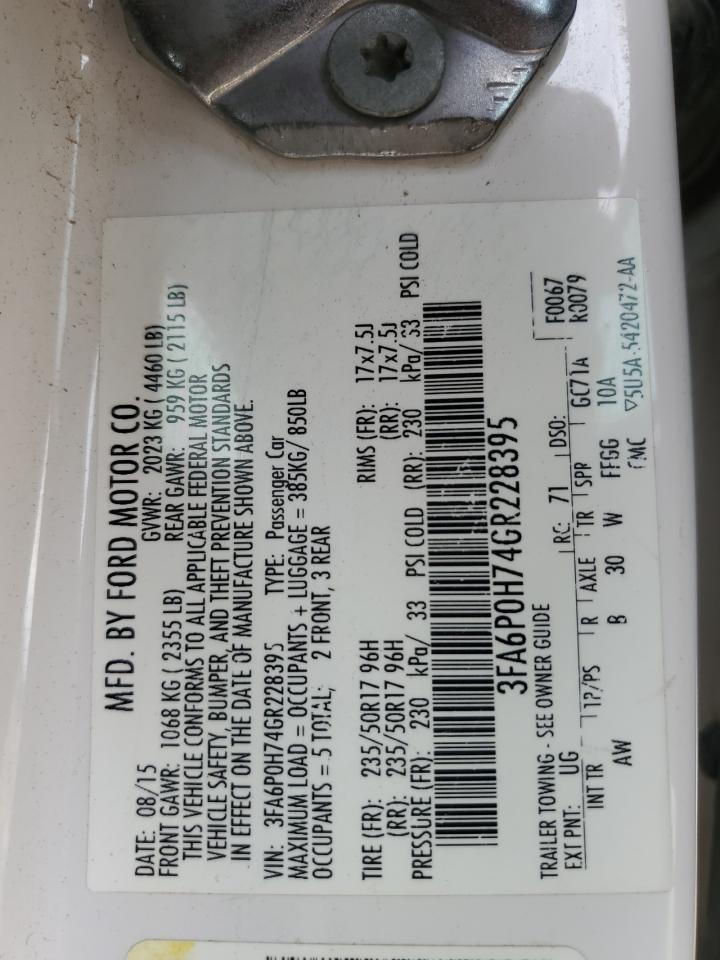 MFD. BY FORD MOTOR CO.
DATE: 08/15 GVWR: 2023 KG ( 4460 LB)
FRONT GAWR: 1068 KG ( 2355 LB) REAR GAWR: 959 KG ( 2115 LB)
THIS VEHICLE CONFORMS TO ALL APPLICABLE FEDERAL MOTOR
VEHICLE SAFETY, BUMPER, AND THEFT PREVENTION STANDARDS
IN EFFECT ON THE DATE OF MANUFACTURE SHOWN ABOVE.
VIN: 3FA6P0H74GR228395 TYPE: Passenger Car
MAXIMUM LOAD = OCCUPANTS + LUGGAGE = 385KG/ 850LB
OCCUPANTS = 5 TOTAL; 2 FRONT, 3 REAR
TIRE (FR): 235/50R17 96H RIMS (FR): 17x7.5J
(RR): 235/50R17 96H (RR): 17x7.5J
PRESSURE (FR): 230 kPa/ 33 PSI COLD (RR): 230 kPa/ 33 PSI COLD
3FA6P0H74GR228395
TRAILER TOWING - SEE OWNER GUIDE
EXT PNT: UG RC: 71 DSO: F0067
INT TR TP/PS R AXLE TR SPR GC71A R0079
AW B 30 W FFGG 10A
▽5U5A-5420472-AA